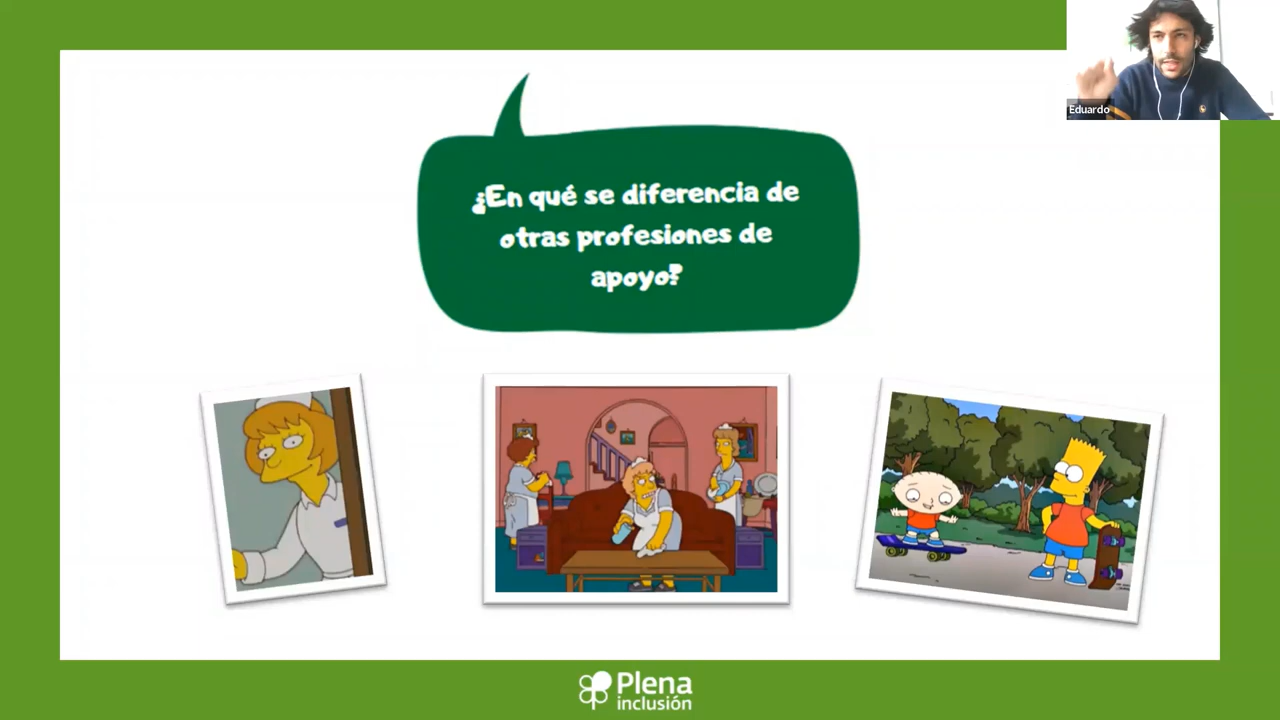 Eduardo
¿En qué se diferencia de
otras profesiones de
apoyo?
Plena
inclusión